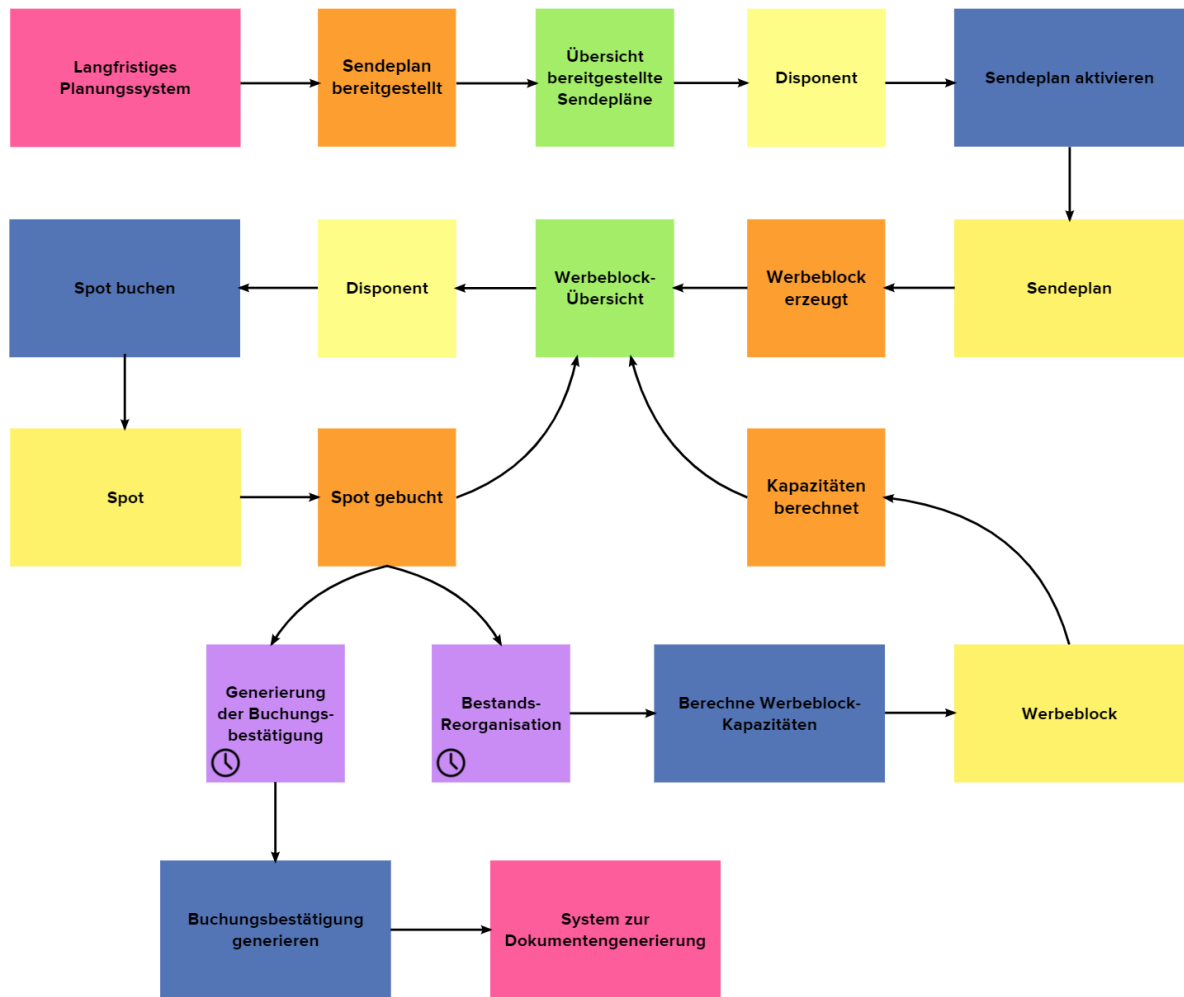 Langfristiges
Planungssystem
Sendeplan
bereitgestellt
Übersicht
bereitgestellte
Sendepläne
Disponent
Sendeplan aktivieren
Spot buchen
Disponent
Werbeblock-
Übersicht
Werbeblock
erzeugt
Sendeplan
Spot
Spot gebucht
Kapazitäten
berechnet
Generierung
der Buchungs-
bestätigung
Bestands-
Reorganisation
Berechne Werbeblock-
Kapazitäten
Werbeblock
Buchungsbestätigung
generieren
System zur
Dokumentengenerierung